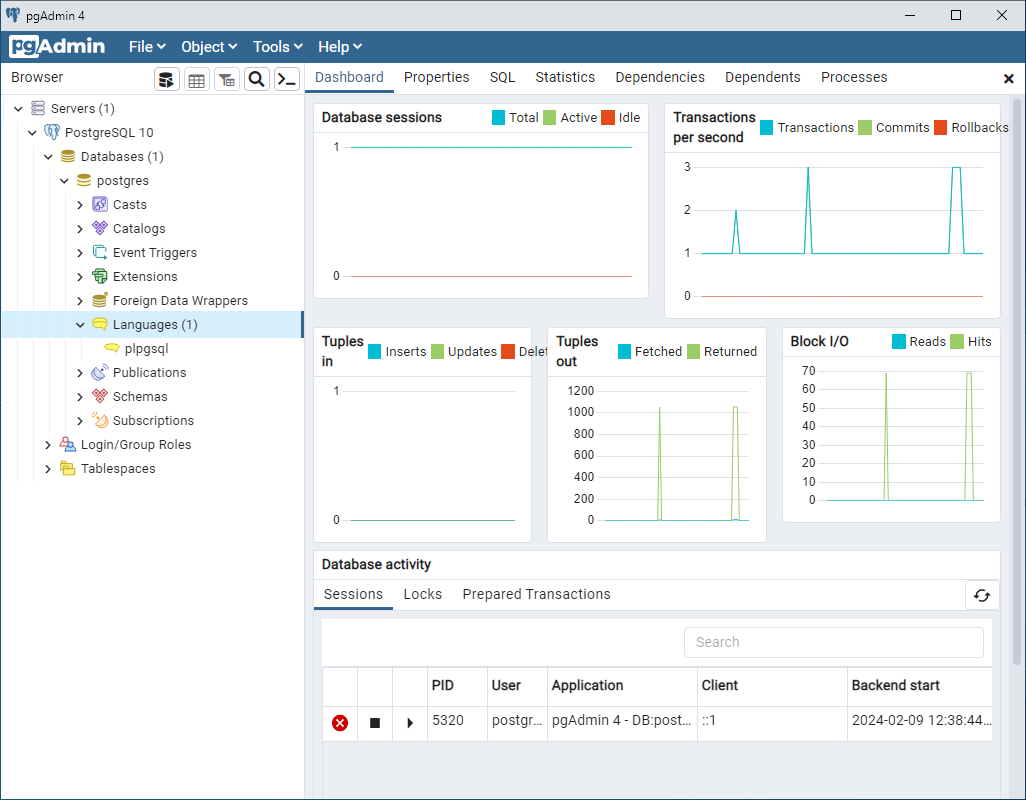 pgAdmin 4
pgAdmin File Object Tools Help
Browser
Dashboard Properties SQL Statistics Dependencies Dependents Processes
Servers (1)
PostgreSQL 10
Databases (1)
postgres
Casts
Catalogs
Event Triggers
Extensions
Foreign Data Wrappers
Languages (1)
plpgsql
Publications
Schemas
Subscriptions
Login/Group Roles
Tablespaces
Database sessions
Total Active Idle
1
0
Transactions per second
Transactions Commits Rollbacks
3
2
1
0
Tuples in
Inserts Updates Delet
1
0
Tuples out
Fetched Returned
1200
1000
800
600
400
200
0
Block I/O
Reads Hits
70
60
50
40
30
20
10
0
Database activity
Sessions Locks Prepared Transactions
Search
PID User Application Client Backend start
5320 postgr... pgAdmin 4 - DB:post... ::1 2024-02-09 12:38:44...